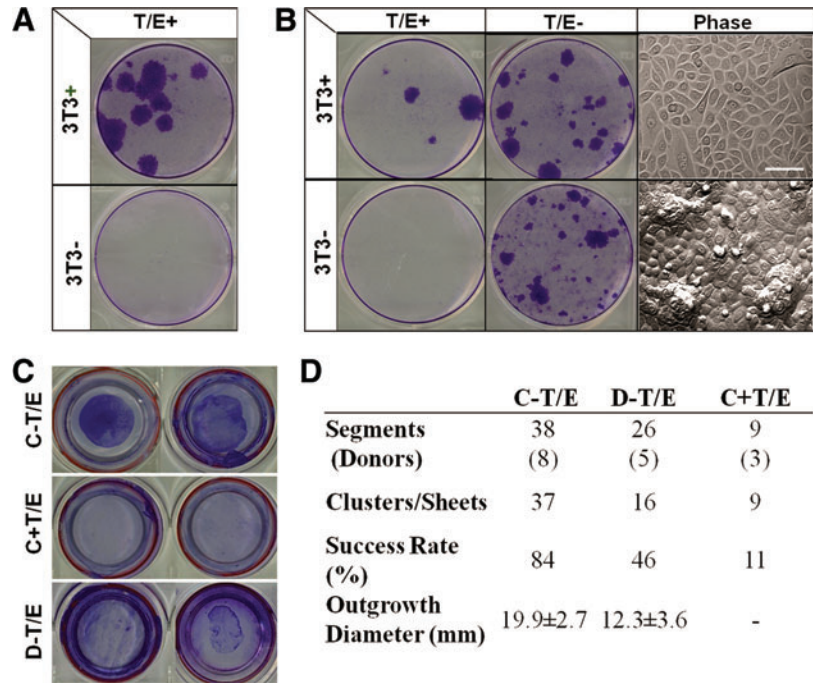 A
T/E+
3T3+
3T3-
B
T/E+
T/E-
Phase
3T3+
3T3-
C
C-T/E
C+T/E
D-T/E
D
C-T/E D-T/E C+T/E
Segments 38 26 9
(Donors) (8) (5) (3)
Clusters/Sheets 37 16 9
Success Rate
(%) 84 46 11
Outgrowth
Diameter (mm) 19.9±2.7 12.3±3.6 -